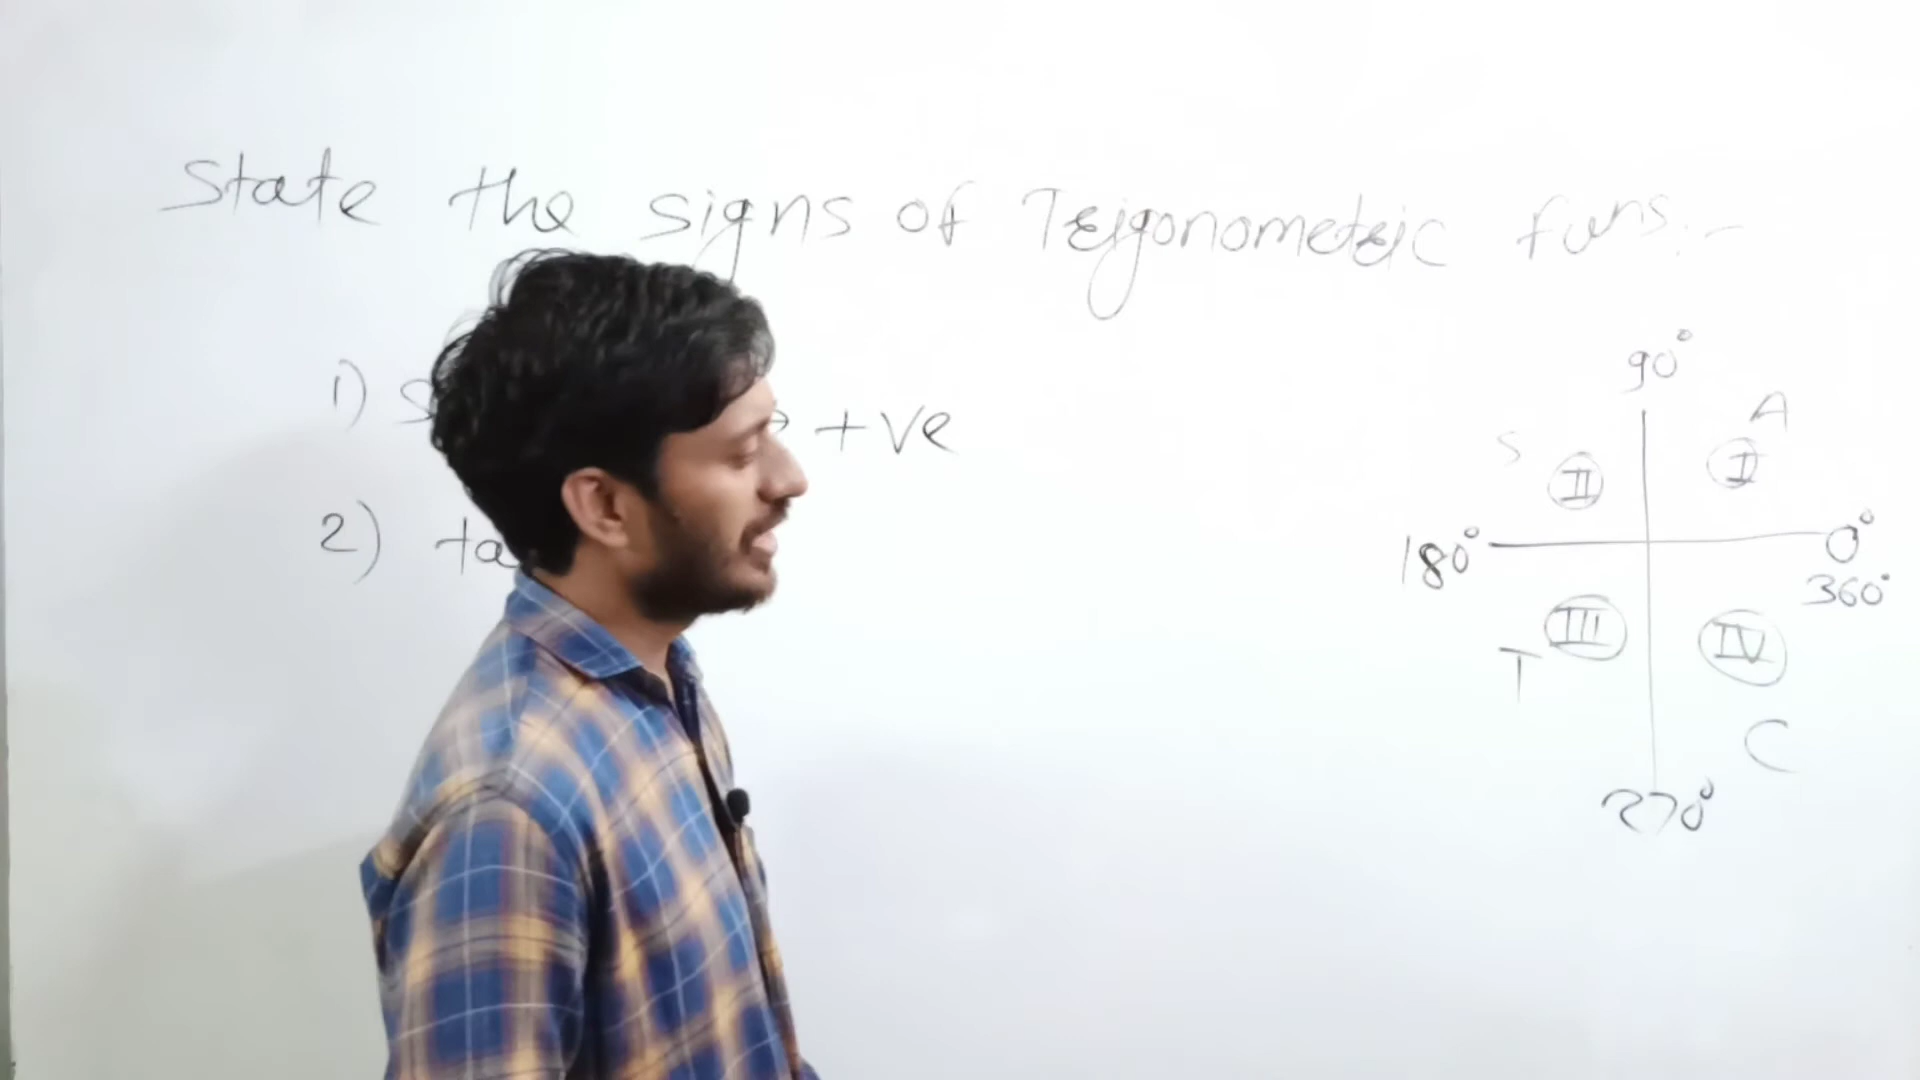 State the signs of Trigonometric funs:-
1) S → +ve
2) ta
90°
S II I A
180° 0°
360°
T III IV
C
270°